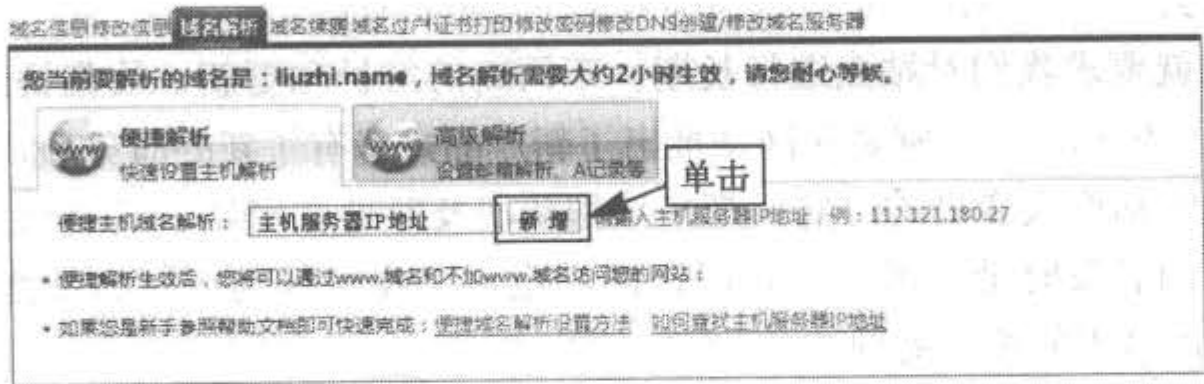 域名信息 修改信息 域名解析 域名续费 域名过户 证书打印 修改密码 修改DNS 创建/修改域名服务器
您当前要解析的域名是：liuzhi.name，域名解析需要大约2小时生效，请您耐心等候。
便捷解析
快速设置主机解析
高级解析
设置邮箱解析、A记录等
单击
便捷主机域名解析： 主机服务器IP地址 新 增 输入主机服务器IP地址，例：112.121.180.27
• 便捷解析生效后，您将可以通过www.域名和不加www.域名访问您的网站；
• 如果您是新手参照帮助文档即可快速完成：便捷域名解析设置方法 如何查找主机服务器IP地址